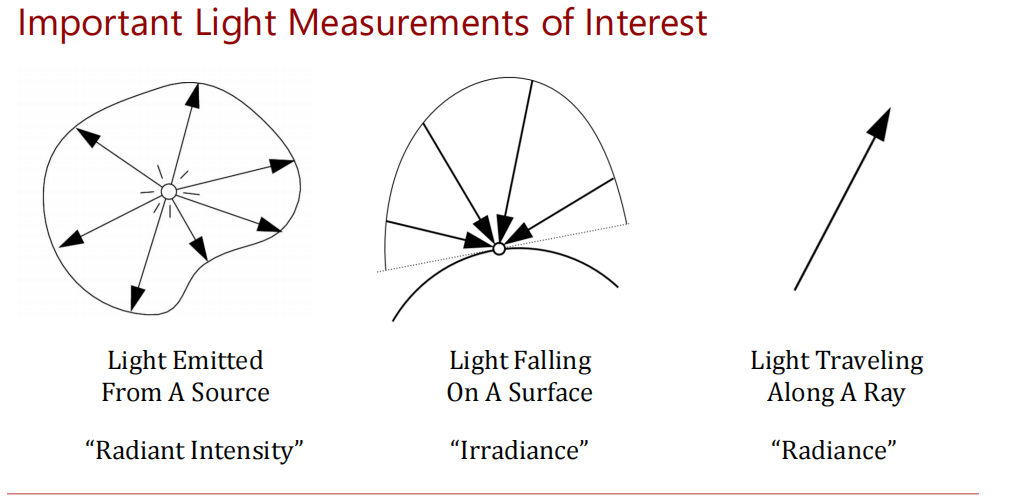 Important Light Measurements of Interest
Light Emitted
From A Source
“Radiant Intensity”
Light Falling
On A Surface
“Irradiance”
Light Traveling
Along A Ray
“Radiance”